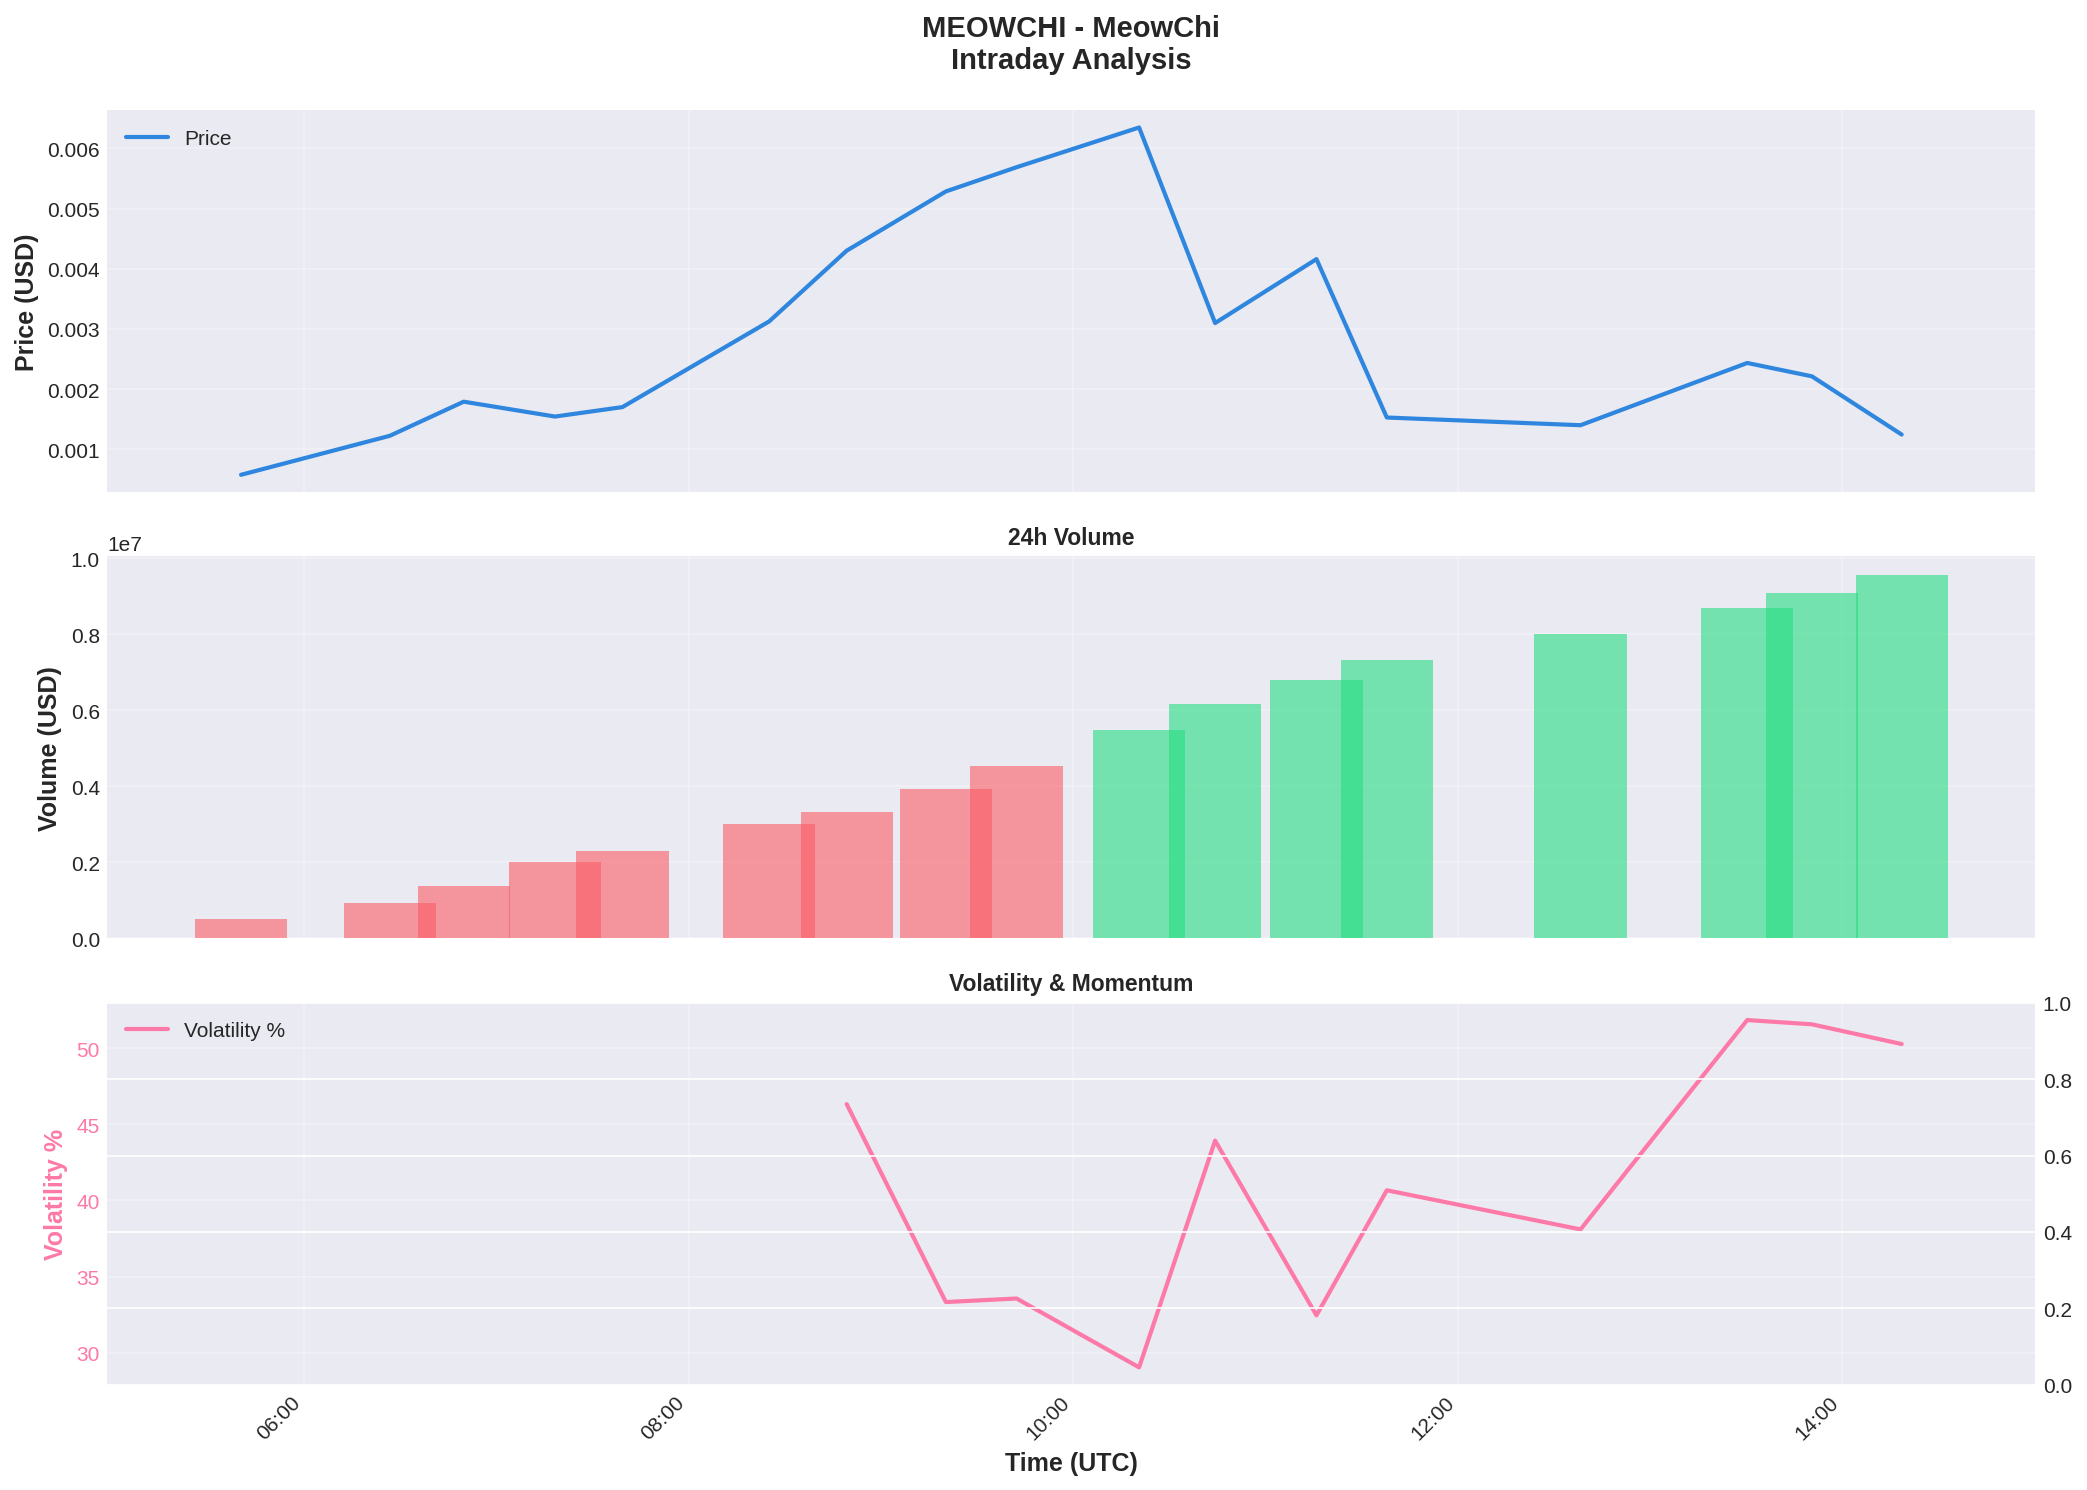 MEOWCHI - MeowChi
Intraday Analysis
Price
Price (USD)
0.006
0.005
0.004
0.003
0.002
0.001
24h Volume
1e7
Volume (USD)
1.0
0.8
0.6
0.4
0.2
0.0
Volatility & Momentum
Volatility %
Volatility %
50
45
40
35
30
1.0
0.8
0.6
0.4
0.2
0.0
06:00
08:00
10:00
12:00
14:00
Time (UTC)